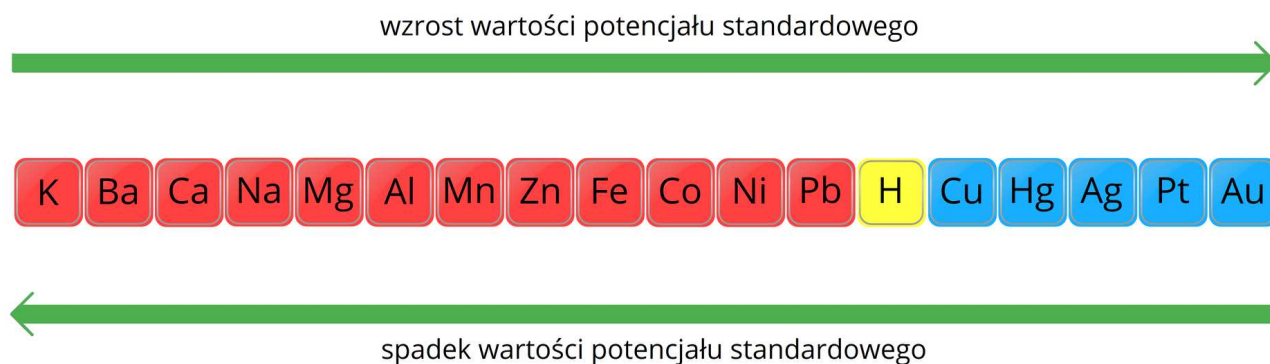 wzrost wartości potencjału standardowego
K Ba Ca Na Mg Al Mn Zn Fe Co Ni Pb H Cu Hg Ag Pt Au
spadek wartości potencjału standardowego